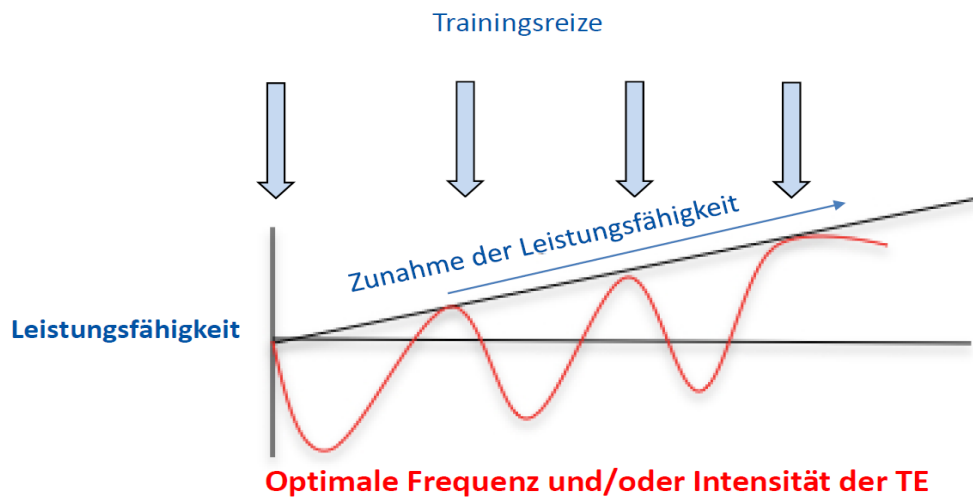 Trainingsreize
Zunahme der Leistungsfähigkeit
Leistungsfähigkeit
Optimale Frequenz und/oder Intensität der TE